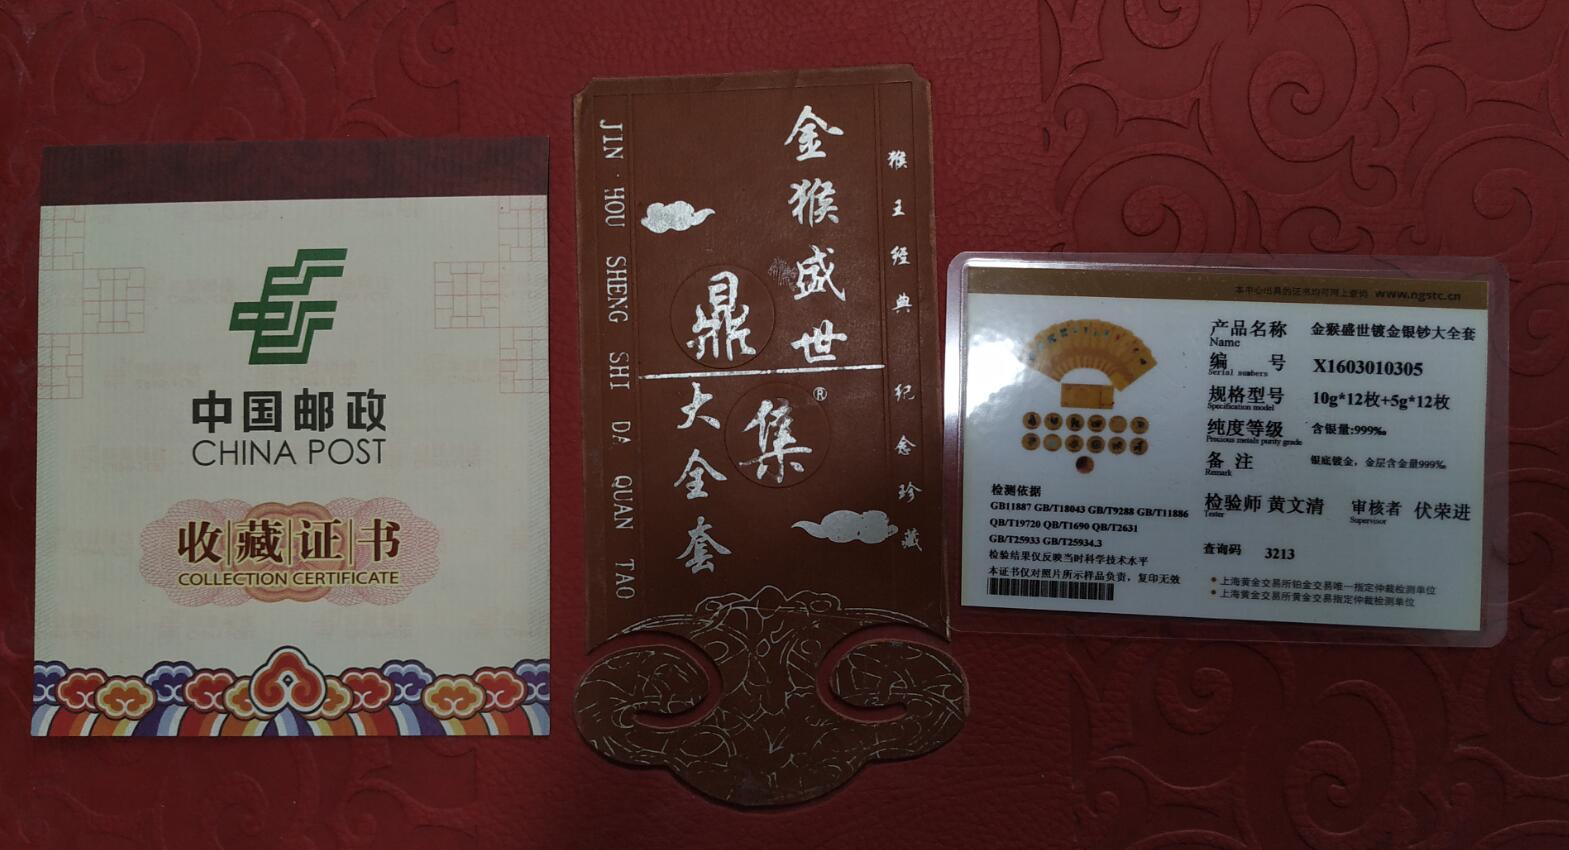 中国邮政
CHINA POST
收藏证书
COLLECTION CERTIFICATE
JIN·HOU SHENG SHI DA QUAN TAO
金猴盛世
鼎集®
大全套
猴王经典纪念珍藏
本中心出具的证书均可网上查询 www.ngstc.cn
产品名称 金猴盛世镀金银钞大全套
Name
编号 X1603010305
Serial numbers
规格型号 10g*12枚+5g*12枚
Specification model
纯度等级 含银量:999‰
Precious metals purity grade
备注 银底镀金，金层含金量999‰
Remark
检验师 黄文清 审核者 伏荣进
Tester Supervisor
查询码 3213
检测依据
GB11887 GB/T18043 GB/T9288 GB/T11886
QB/T19720 QB/T1690 QB/T2631
GB/T25933 GB/T25934.3
检验结果仅反映当时科学技术水平
本证书仅对照片所示样品负责，复印无效
上海黄金交易所铂金交易唯一指定仲裁检测单位
上海黄金交易所黄金交易指定仲裁检测单位